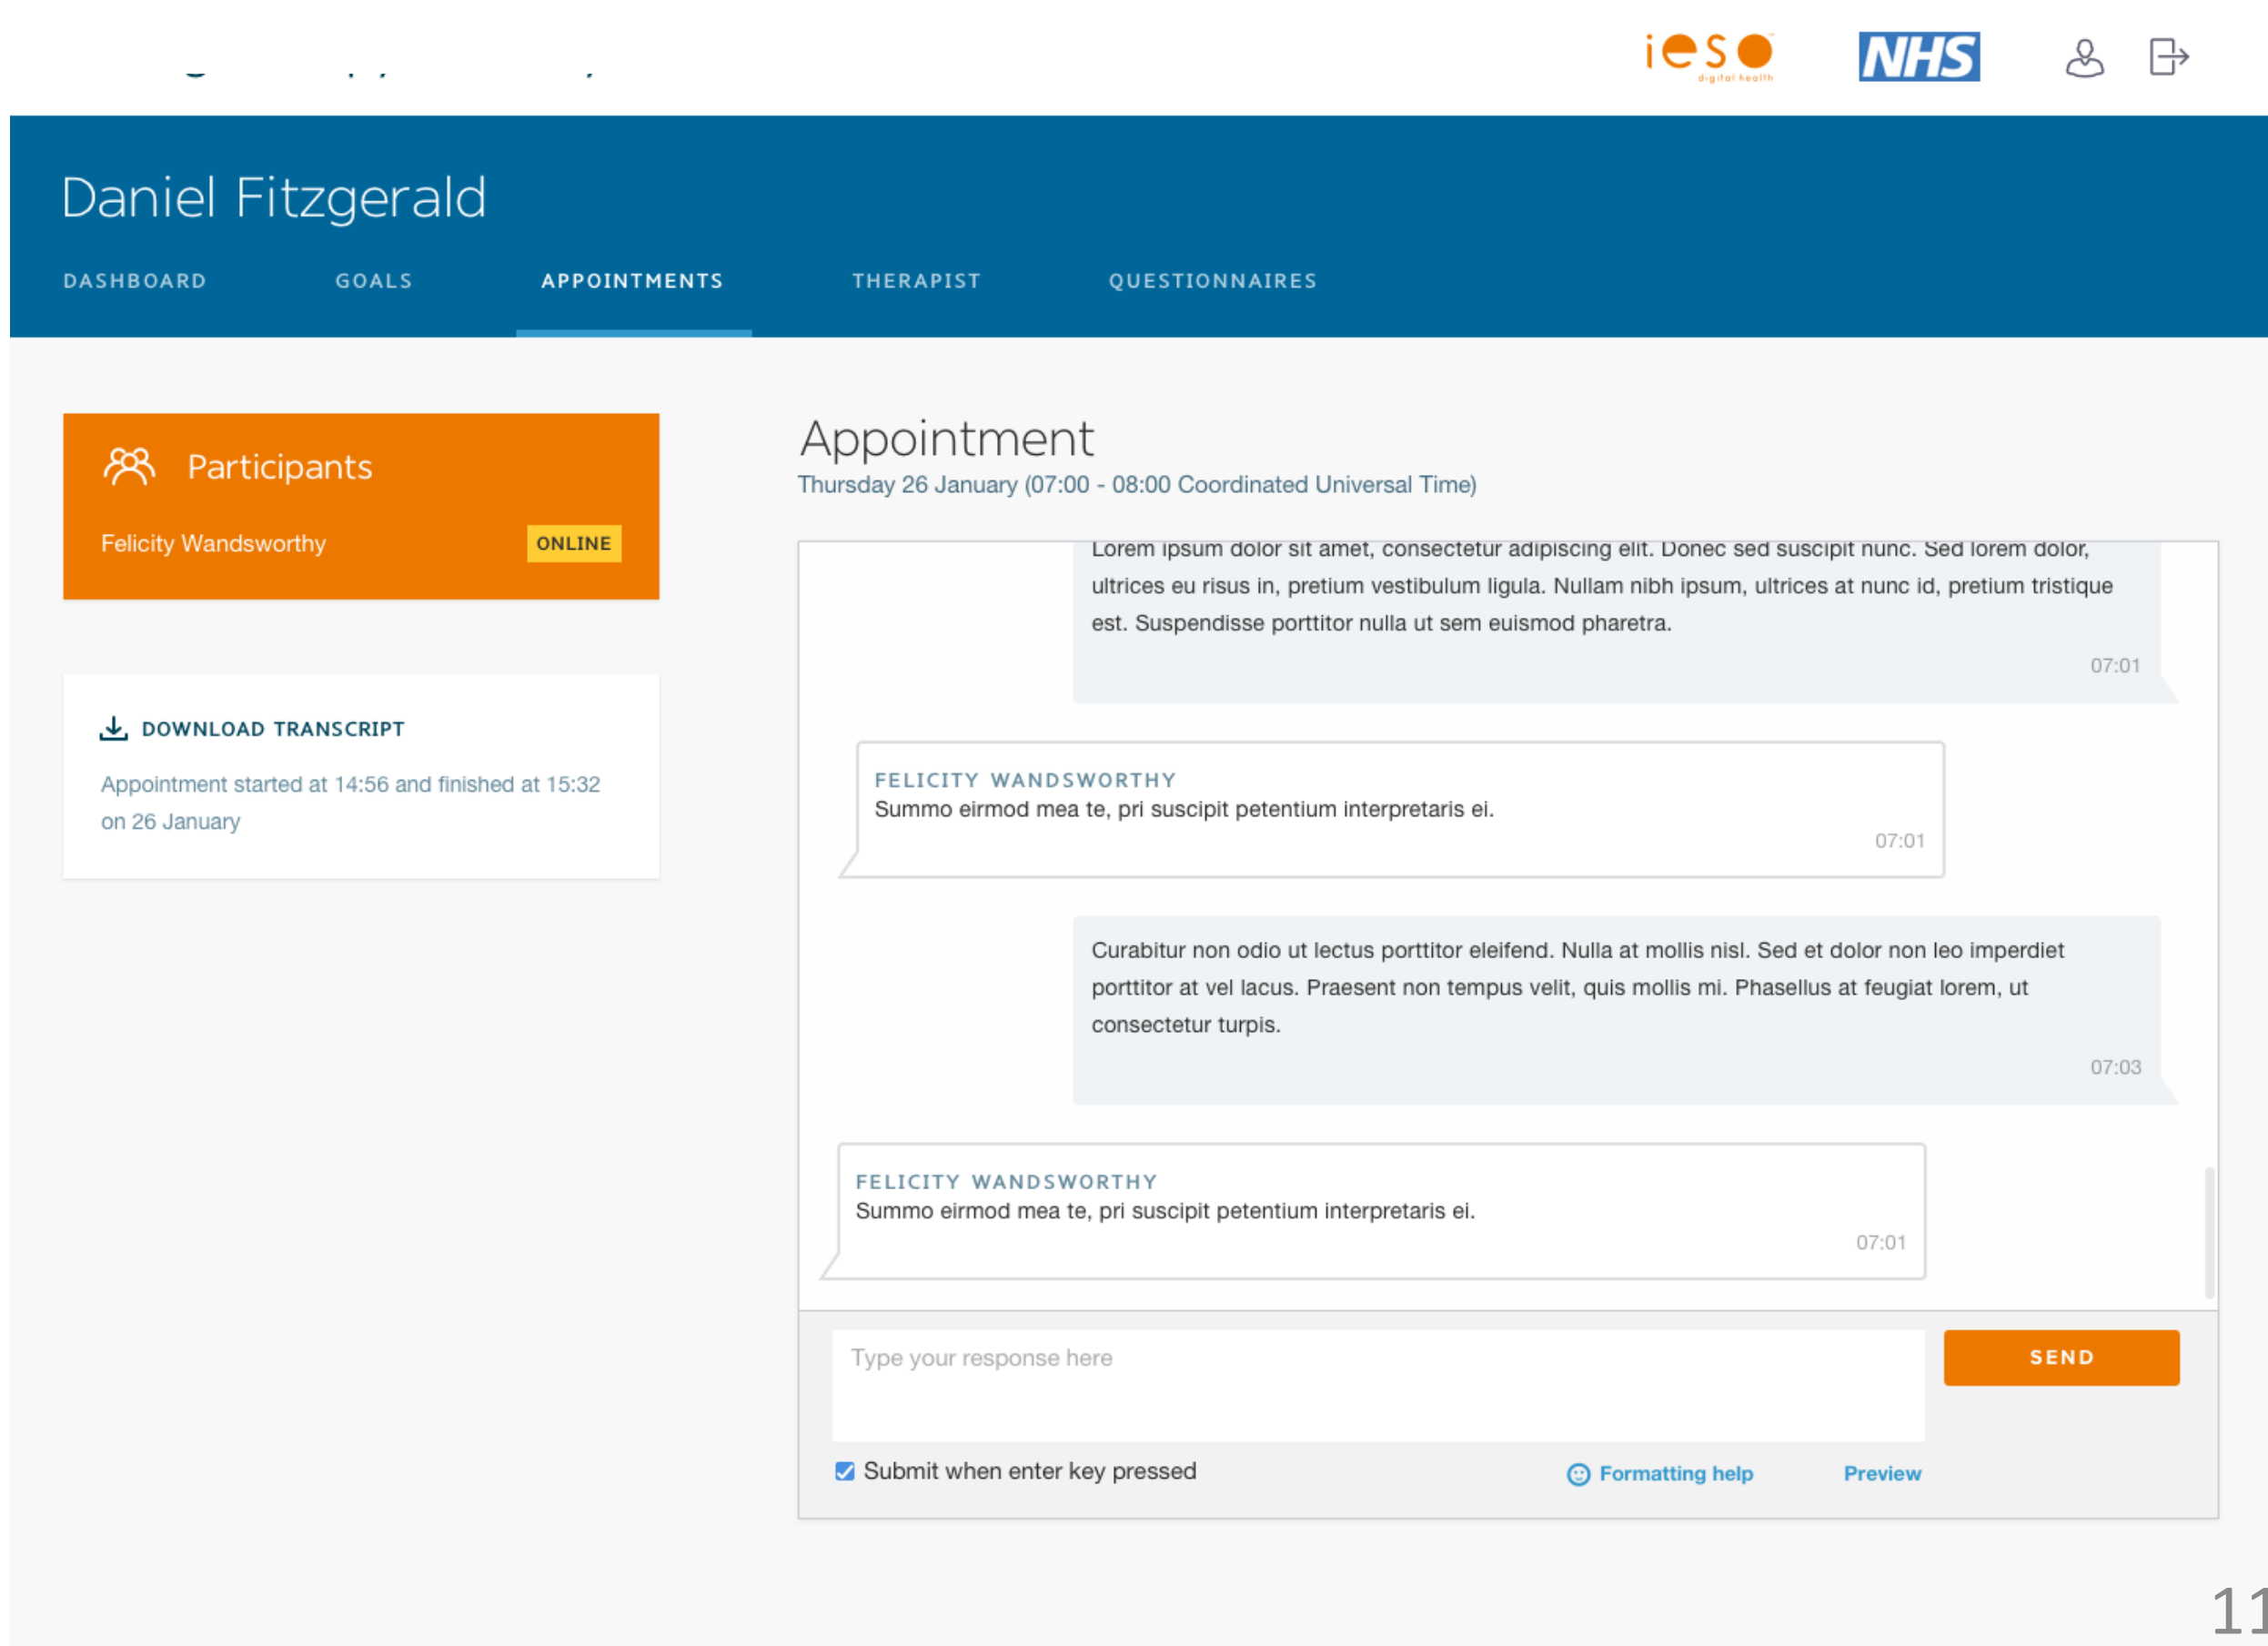 ieso
digital health
NHS
Daniel Fitzgerald
DASHBOARD
GOALS
APPOINTMENTS
THERAPIST
QUESTIONNAIRES
Participants
Felicity Wandsworthy
ONLINE
DOWNLOAD TRANSCRIPT
Appointment started at 14:56 and finished at 15:32
on 26 January
Appointment
Thursday 26 January (07:00 - 08:00 Coordinated Universal Time)
Lorem ipsum dolor sit amet, consectetur adipiscing elit. Donec sed suscipit nunc. Sed lorem dolor,
ultrices eu risus in, pretium vestibulum ligula. Nullam nibh ipsum, ultrices at nunc id, pretium tristique
est. Suspendisse porttitor nulla ut sem euismod pharetra.
07:01
FELICITY WANDSWORTHY
Summo eirmod mea te, pri suscipit petentium interpretaris ei.
07:01
Curabitur non odio ut lectus porttitor eleifend. Nulla at mollis nisl. Sed et dolor non leo imperdiet
porttitor at vel lacus. Praesent non tempus velit, quis mollis mi. Phasellus at feugiat lorem, ut
consectetur turpis.
07:03
FELICITY WANDSWORTHY
Summo eirmod mea te, pri suscipit petentium interpretaris ei.
07:01
Type your response here
SEND
Submit when enter key pressed
Formatting help
Preview
11